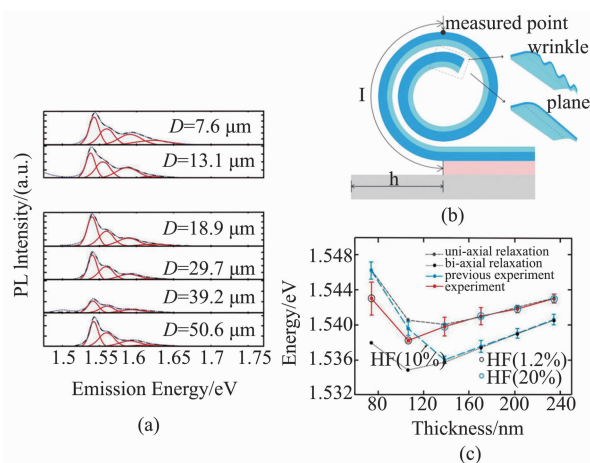 (a)
PL Intensity/(a.u.)
D=7.6 μm
D=13.1 μm
D=18.9 μm
D=29.7 μm
D=39.2 μm
D=50.6 μm
1.5 1.55 1.6 1.65 1.7 1.75
Emission Energy/eV
(a)
measured point
wrinkle
plane
I
h
(b)
Energy/eV
1.548
1.544
1.540
1.536
1.532
uni-axial relaxation
bi-axial relaxation
previous experiment
experiment
HF(10%)
HF(1.2%)
HF(20%)
80 120 160 200 240
Thickness/nm
(c)